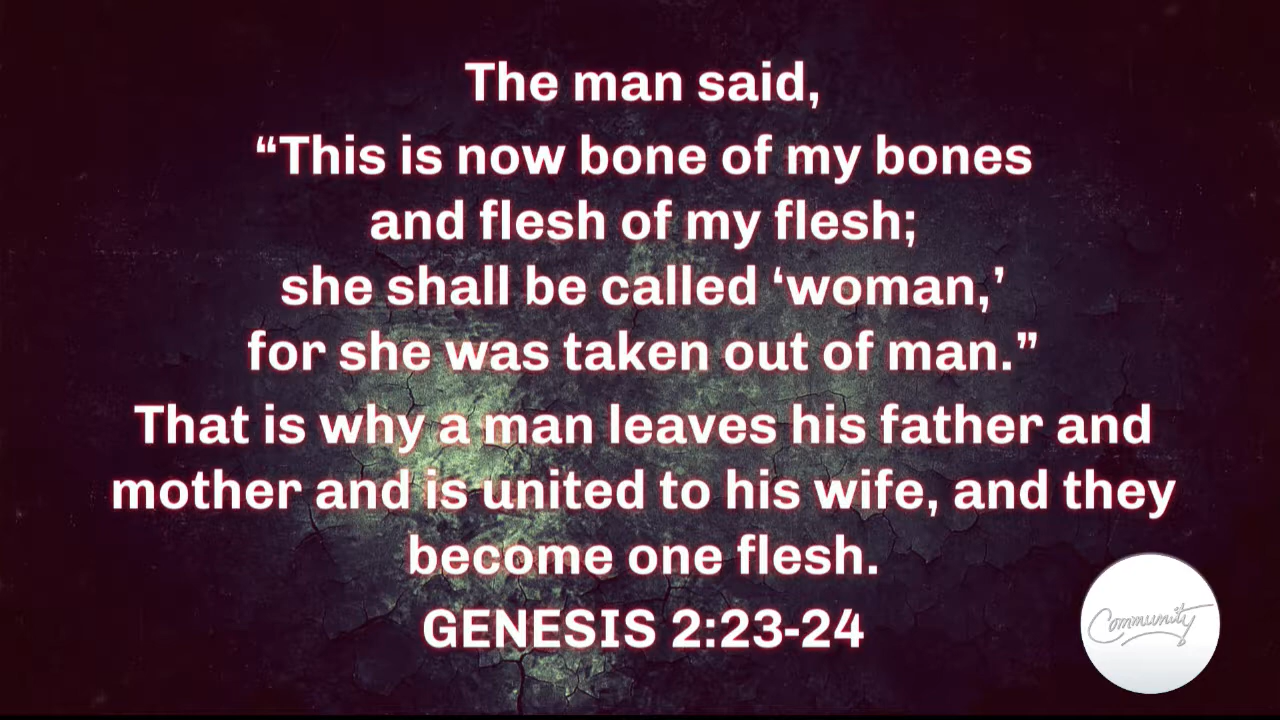 The man said,
“This is now bone of my bones
and flesh of my flesh;
she shall be called ‘woman,’
for she was taken out of man.”
That is why a man leaves his father and
mother and is united to his wife, and they
become one flesh.
GENESIS 2:23-24
Community